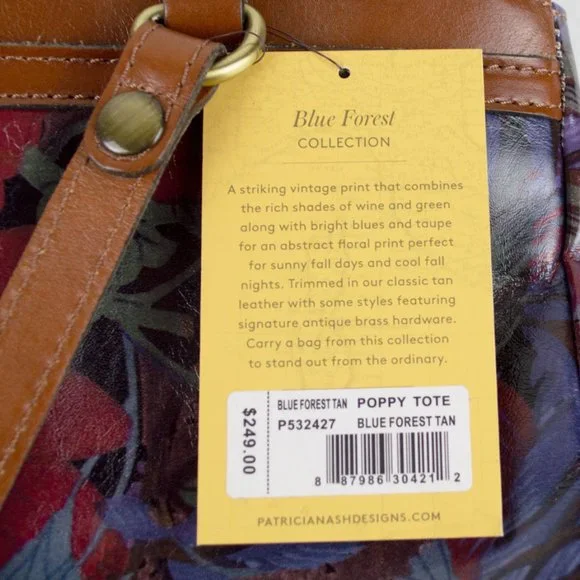 Blue Forest
COLLECTION
A striking vintage print that combines
the rich shades of wine and green
along with bright blues and taupe
for an abstract floral print perfect
for sunny fall days and cool fall
nights. Trimmed in our classic tan
leather with some styles featuring
signature antique brass hardware.
Carry a bag from this collection
to stand out from the ordinary.
$249.00
BLUE FOREST TAN POPPY TOTE
P532427 BLUE FOREST TAN
8 87986 30421 2
PATRICIANASHDESIGNS.COM